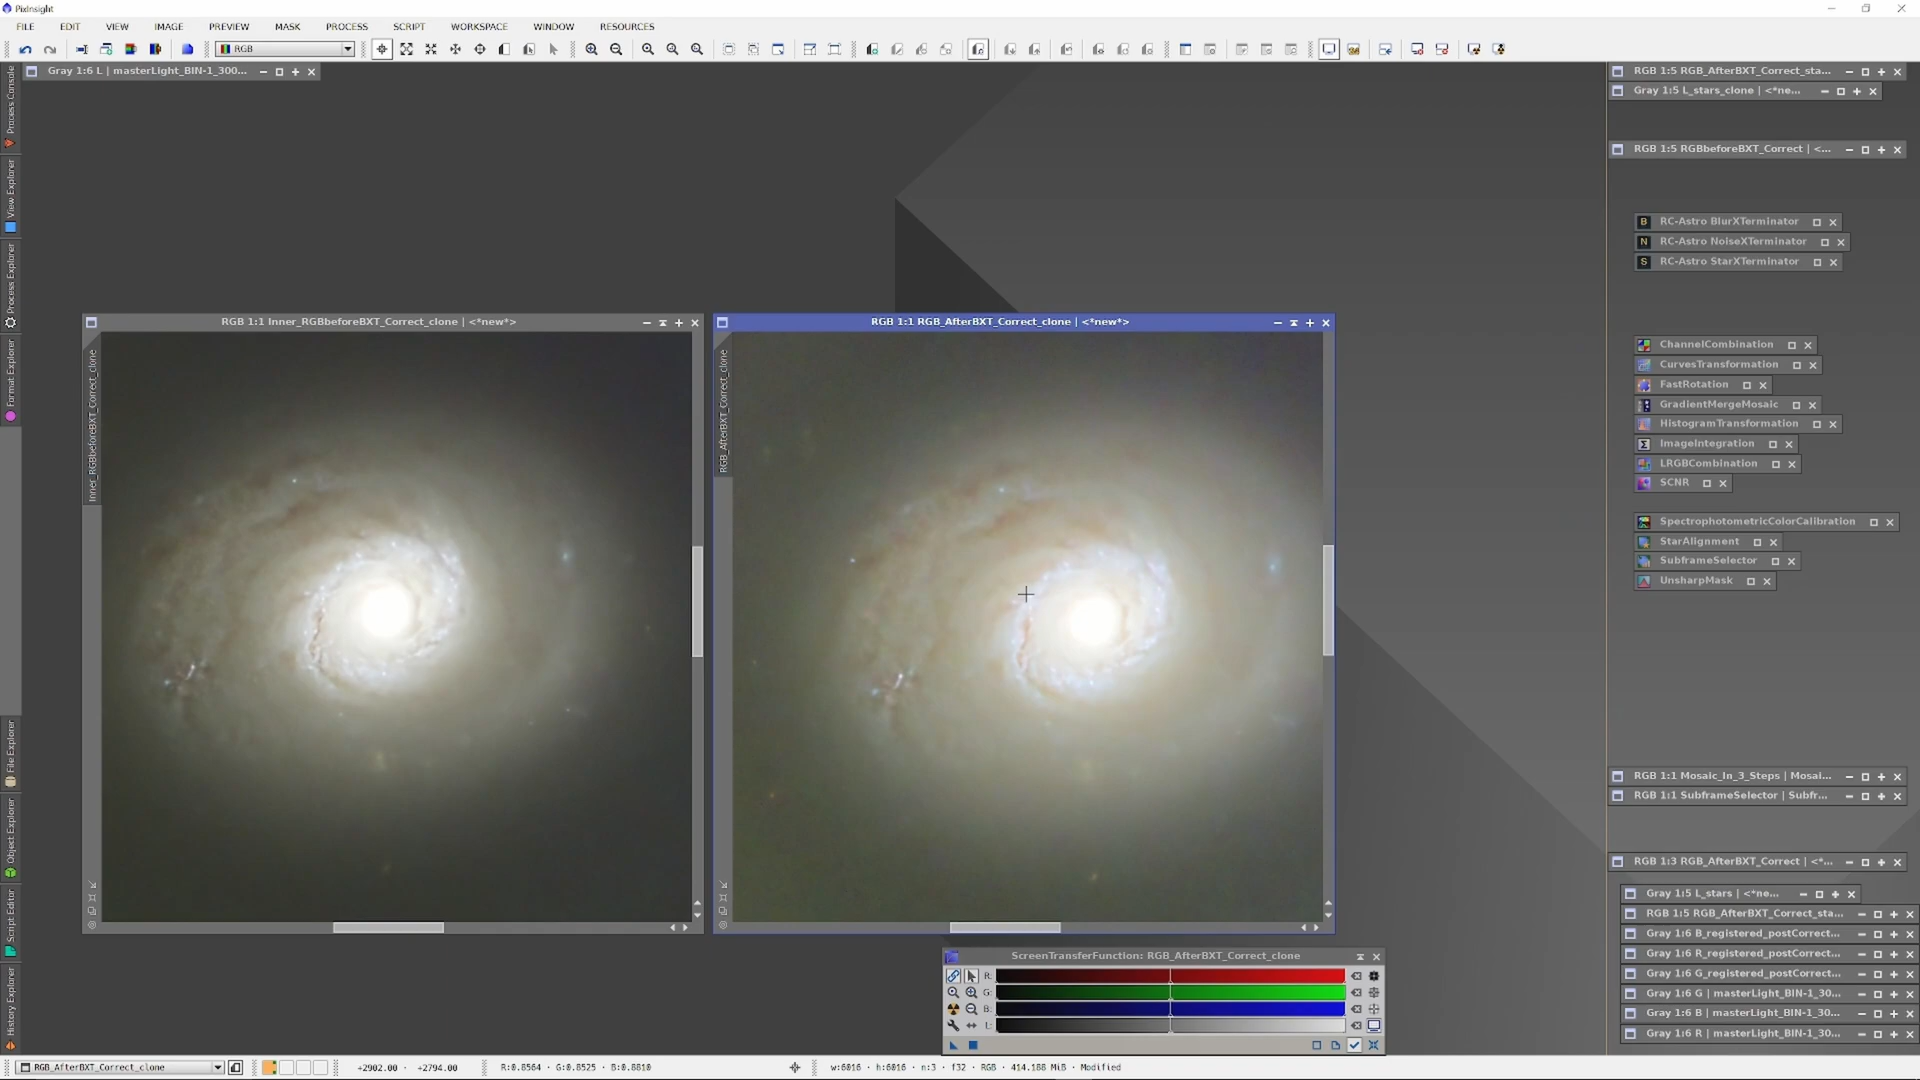 PixInsight
FILE EDIT VIEW IMAGE PREVIEW MASK PROCESS SCRIPT WORKSPACE WINDOW RESOURCES
RGB
Gray 1:6 L | masterLight_BIN-1_300...
RGB 1:5 RGB_AfterBXT_Correct_sta...
Gray 1:5 L_stars_clone | <*ne...
RGB 1:5 RGBbeforeBXT_Correct | <...
Process Console
View Explorer
Process Explorer
Format Explorer
File Explorer
Object Explorer
Script Editor
History Explorer
B RC-Astro BlurXTerminator
N RC-Astro NoiseXTerminator
S RC-Astro StarXTerminator
RGB 1:1 Inner_RGBbeforeBXT_Correct_clone | <*new*>
Inner_RGBbeforeBXT_Correct_clone
RGB 1:1 RGB_AfterBXT_Correct_clone | <*new*>
RGB_AfterBXT_Correct_clone
ChannelCombination
CurvesTransformation
FastRotation
GradientMergeMosaic
HistogramTransformation
ImageIntegration
LRGBCombination
SCNR
SpectrophotometricColorCalibration
StarAlignment
SubframeSelector
UnsharpMask
RGB 1:1 Mosaic_In_3_Steps | Mosai...
RGB 1:1 SubframeSelector | Subfr...
RGB 1:3 RGB_AfterBXT_Correct | <*...
Gray 1:5 L_stars | <*ne...
RGB 1:5 RGB_AfterBXT_Correct_sta...
Gray 1:6 B_registered_postCorrect...
Gray 1:6 R_registered_postCorrect...
Gray 1:6 G_registered_postCorrect...
Gray 1:6 G | masterLight_BIN-1_30...
Gray 1:6 B | masterLight_BIN-1_30...
Gray 1:6 R | masterLight_BIN-1_30...
ScreenTransferFunction: RGB_AfterBXT_Correct_clone
R:
G:
B:
L:
RGB_AfterBXT_Correct_clone
+2902.00 · +2794.00
R:0.8564 · G:0.8525 · B:0.8810
w:6016 · h:6016 · n:3 · f32 · RGB · 414.188 MiB · Modified